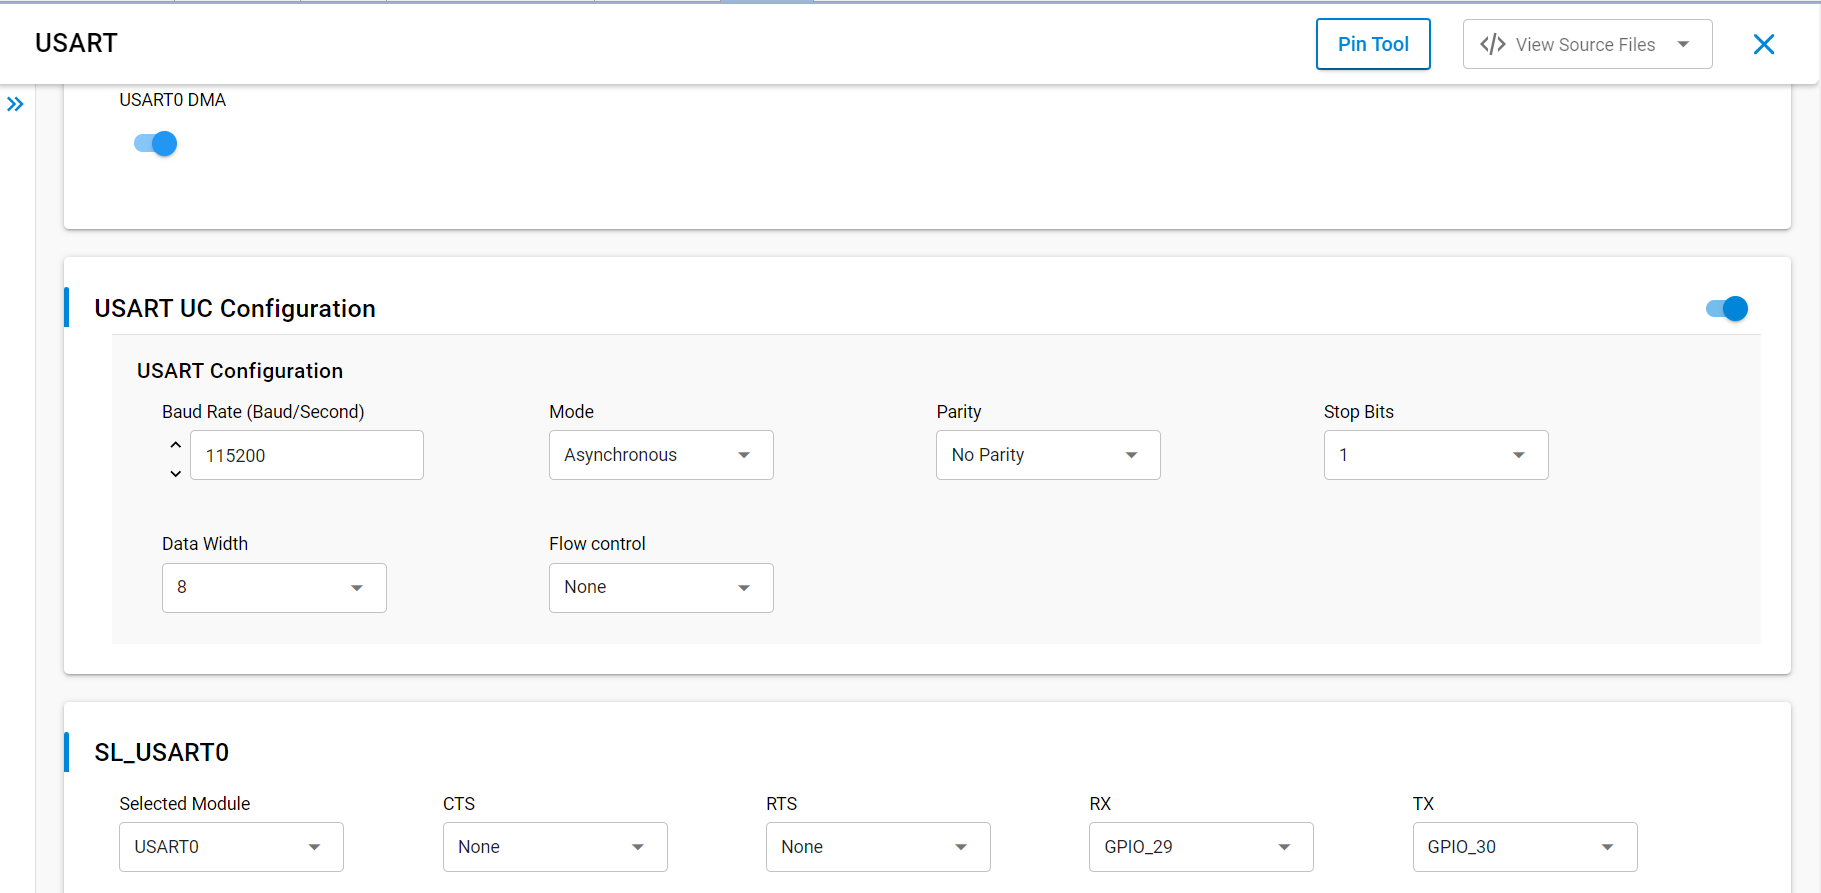 USART
Pin Tool
</> View Source Files
USART0 DMA
USART UC Configuration
USART Configuration
Baud Rate (Baud/Second) Mode Parity Stop Bits
115200 Asynchronous No Parity 1
Data Width Flow control
8 None
SL_USART0
Selected Module CTS RTS RX TX
USART0 None None GPIO_29 GPIO_30